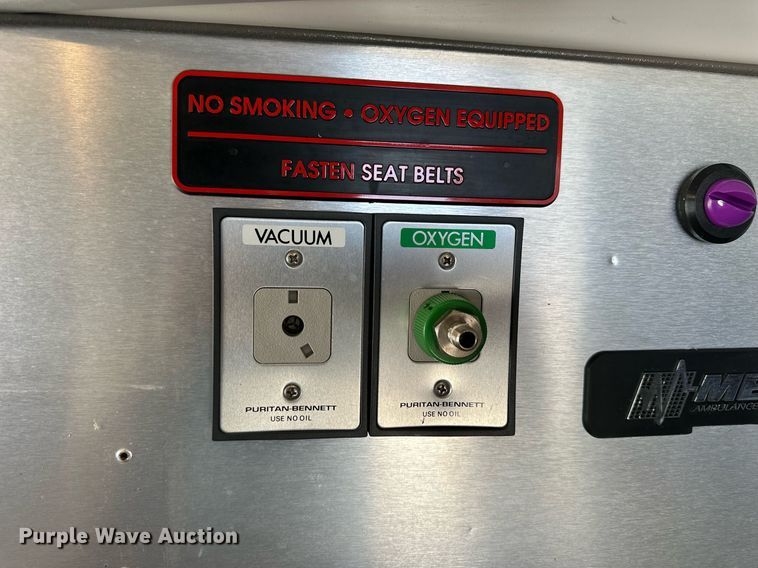 NO SMOKING • OXYGEN EQUIPPED
FASTEN SEAT BELTS
VACUUM
OXYGEN
PURITAN-BENNETT
USE NO OIL
PURITAN-BENNETT
USE NO OIL
AMBULANCE
Purple Wave Auction